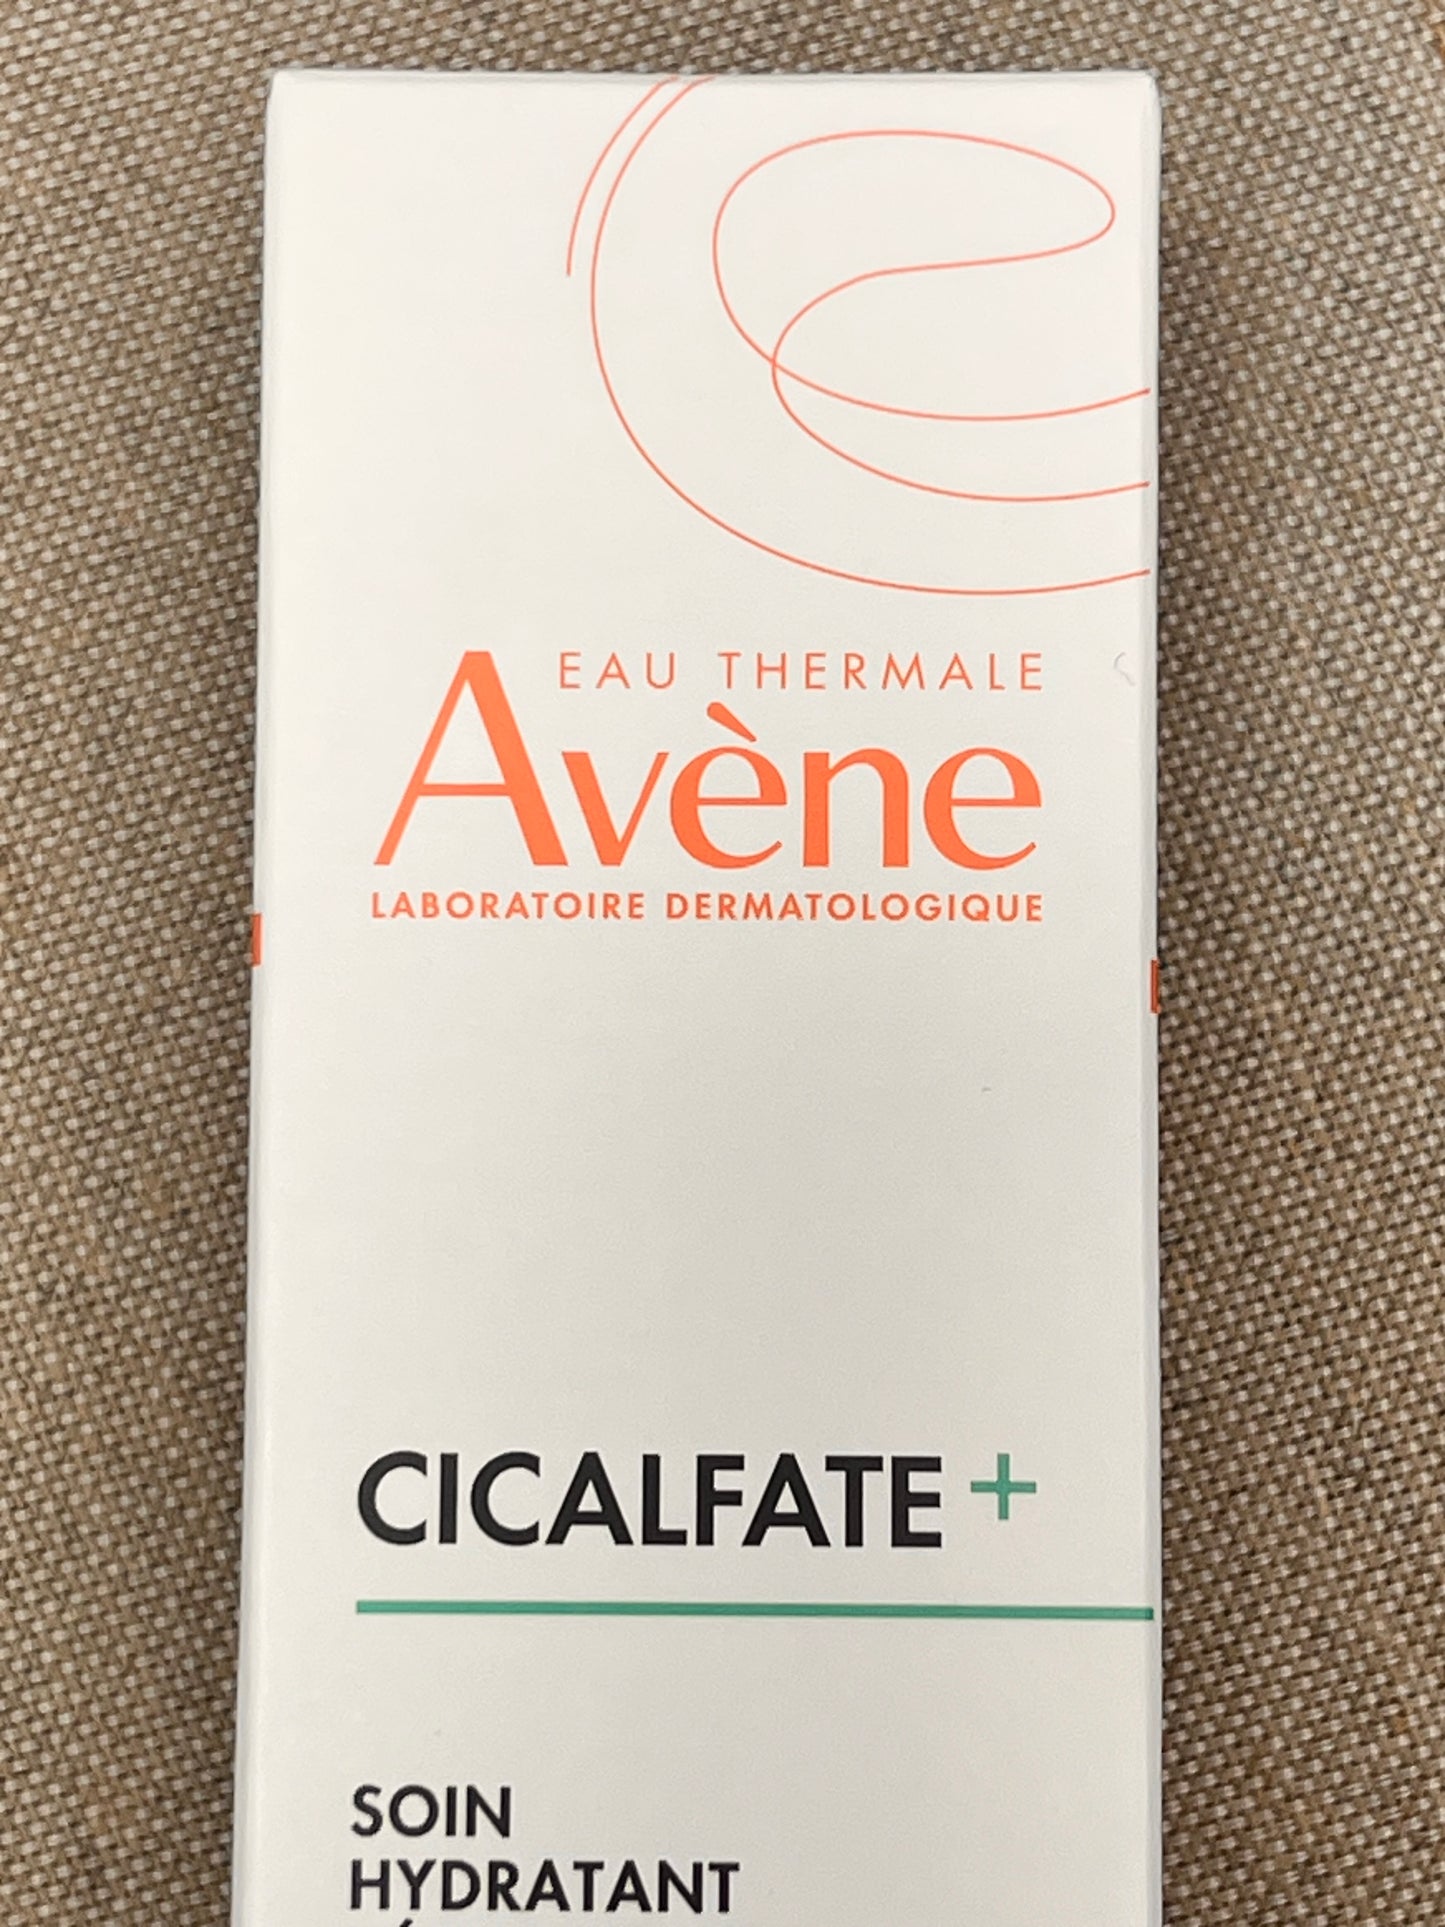 EAU THERMALE
Avène
LABORATOIRE DERMATOLOGIQUE
CICALFATE +
SOIN
HYDRATANT